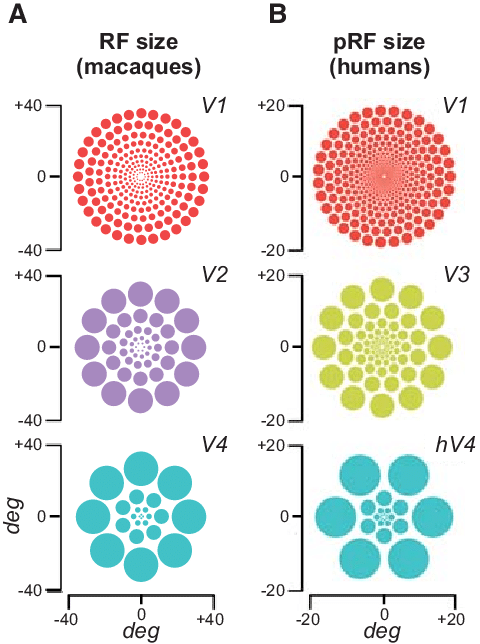 A
B
RF size
(macaques)
pRF size
(humans)
V1
+40
0
-40
V1
+20
0
-20
V2
+40
0
-40
V3
+20
0
-20
V4
+40
0
-40
deg
hV4
+20
0
-20
-40
0
+40
deg
-20
0
+20
deg